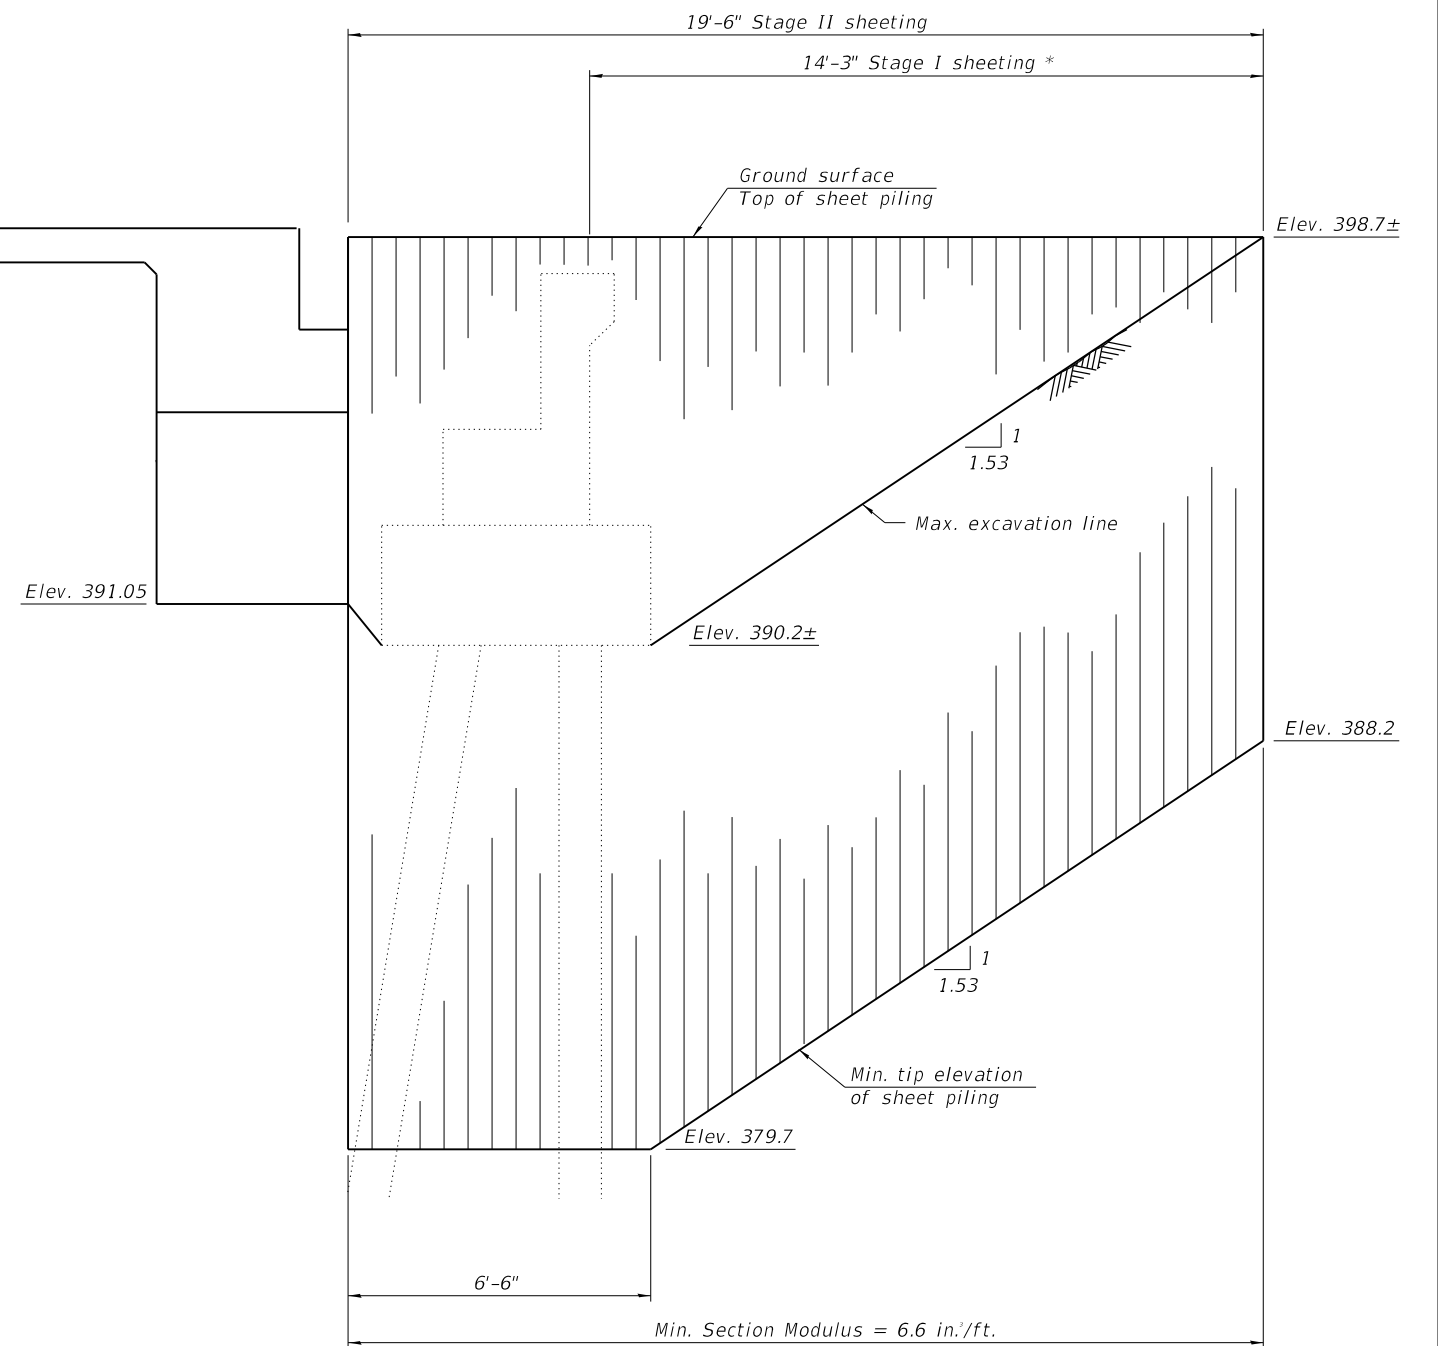 19'-6" Stage II sheeting
14'-3" Stage I sheeting *
Ground surface
Top of sheet piling
Elev. 398.7±
1
1.53
Max. excavation line
Elev. 391.05
Elev. 390.2±
Elev. 388.2
1
1.53
Min. tip elevation
of sheet piling
Elev. 379.7
6'-6"
Min. Section Modulus = 6.6 in.³/ft.